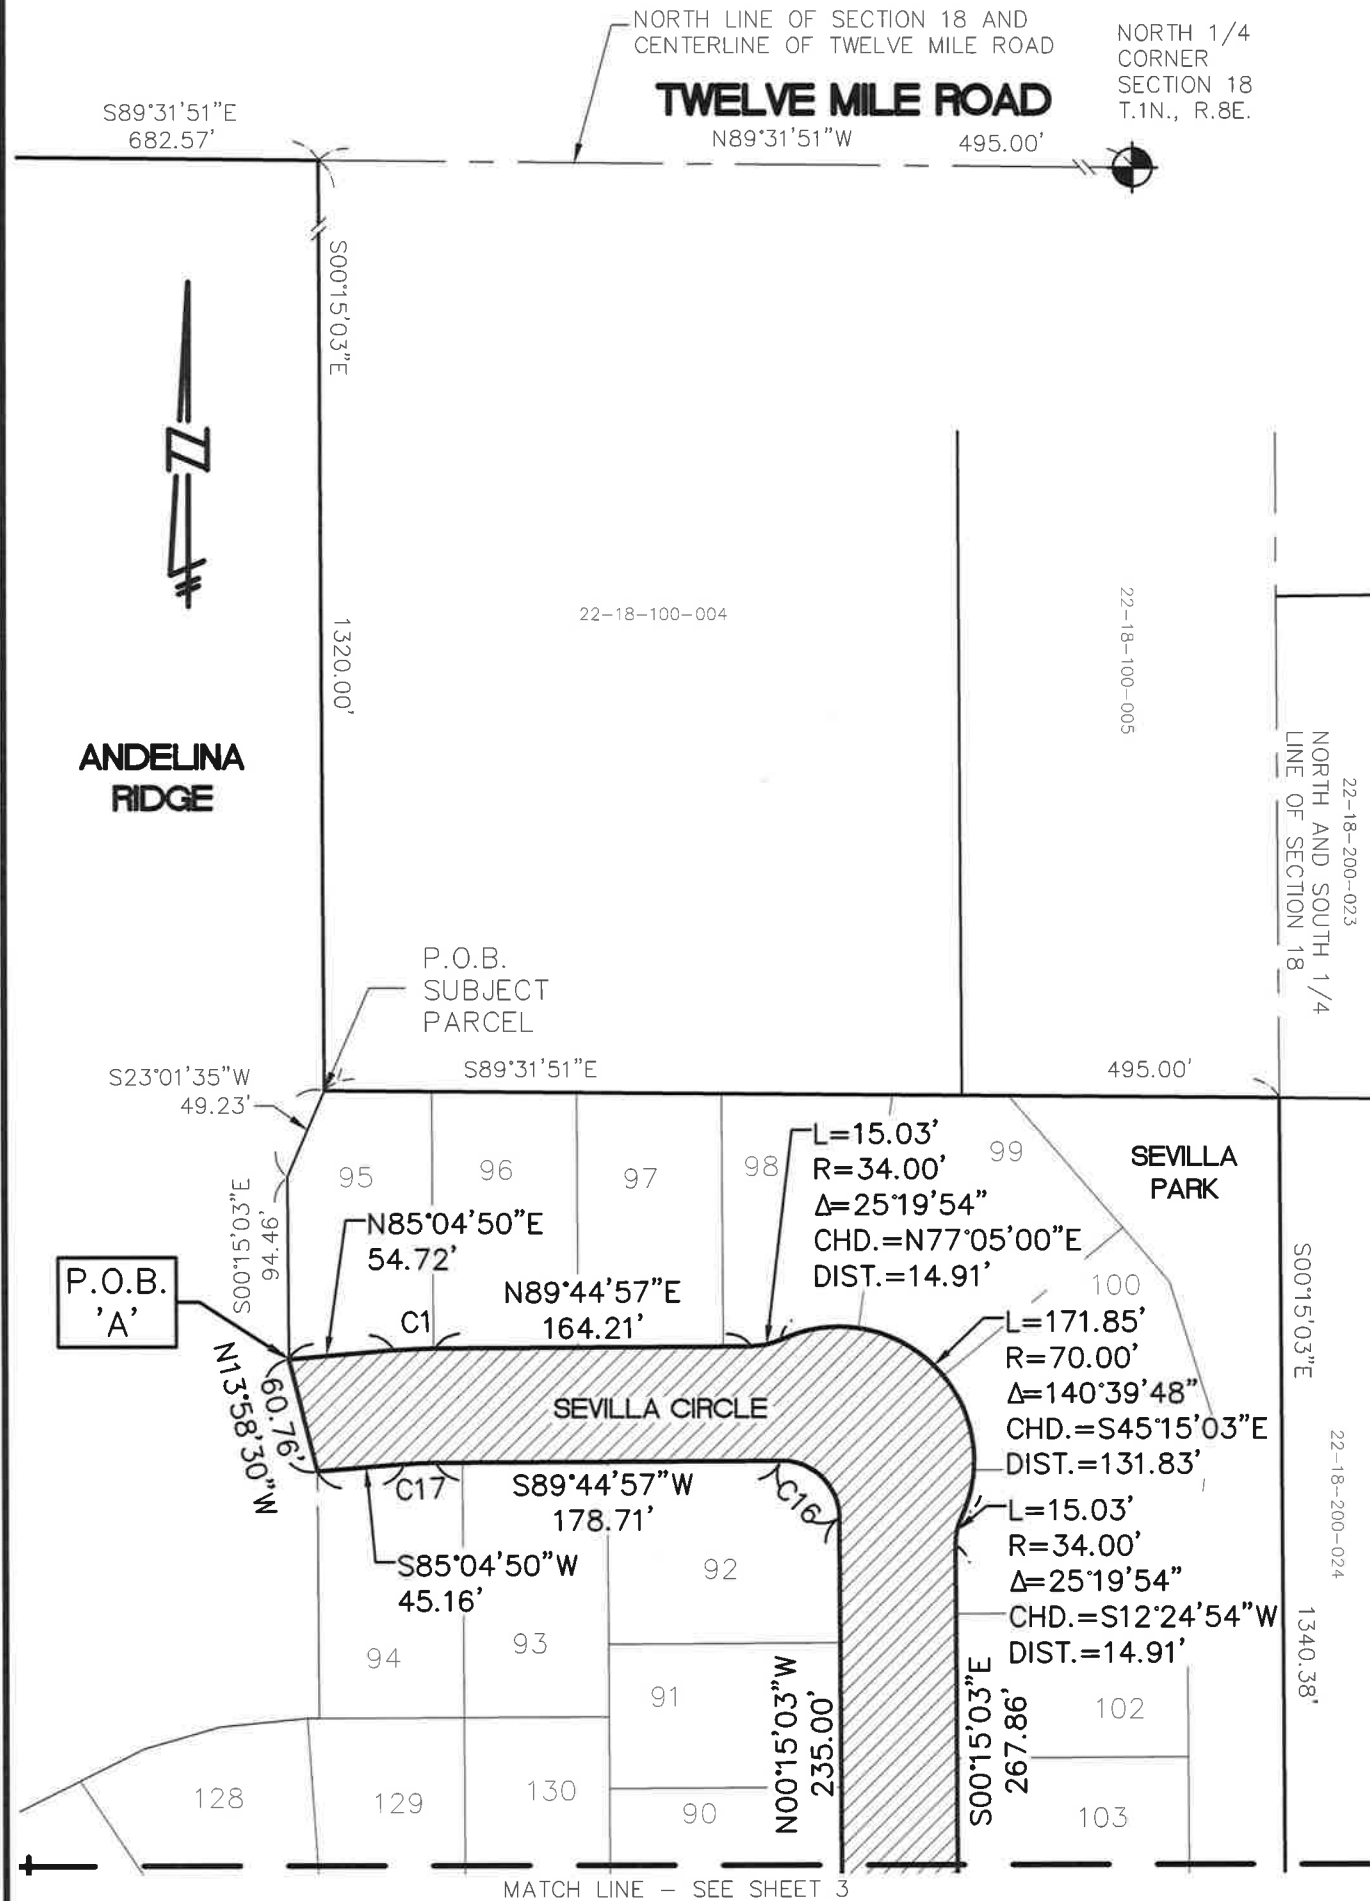 NORTH LINE OF SECTION 18 AND
CENTERLINE OF TWELVE MILE ROAD
NORTH 1/4
CORNER
SECTION 18
T.1N., R.8E.
TWELVE MILE ROAD
S89°31'51"E
682.57'
N89°31'51"W
495.00'
S00°15'03"E
1320.00'
N
22-18-100-004
22-18-100-005
ANDELINA
RIDGE
NORTH AND SOUTH 1/4
LINE OF SECTION 18
22-18-200-023
P.O.B.
SUBJECT
PARCEL
S23°01'35"W
49.23'
S89°31'51"E
495.00'
95
96
97
98
99
L=15.03'
R=34.00'
Δ=25°19'54"
CHD.=N77°05'00"E
DIST.=14.91'
SEVILLA
PARK
S00°15'03"E
94.46'
N85°04'50"E
54.72'
P.O.B.
'A'
C1
N89°44'57"E
164.21'
100
L=171.85'
R=70.00'
Δ=140°39'48"
CHD.=S45°15'03"E
DIST.=131.83'
S00°15'03"E
1340.38'
N13°58'30"W
60.76'
SEVILLA CIRCLE
C17
S89°44'57"W
178.71'
C16
22-18-200-024
L=15.03'
R=34.00'
Δ=25°19'54"
CHD.=S12°24'54"W
DIST.=14.91'
S85°04'50"W
45.16'
92
94
93
91
N00°15'03"W
235.00'
S00°15'03"E
267.86'
102
128
129
130
90
103
MATCH LINE – SEE SHEET 3